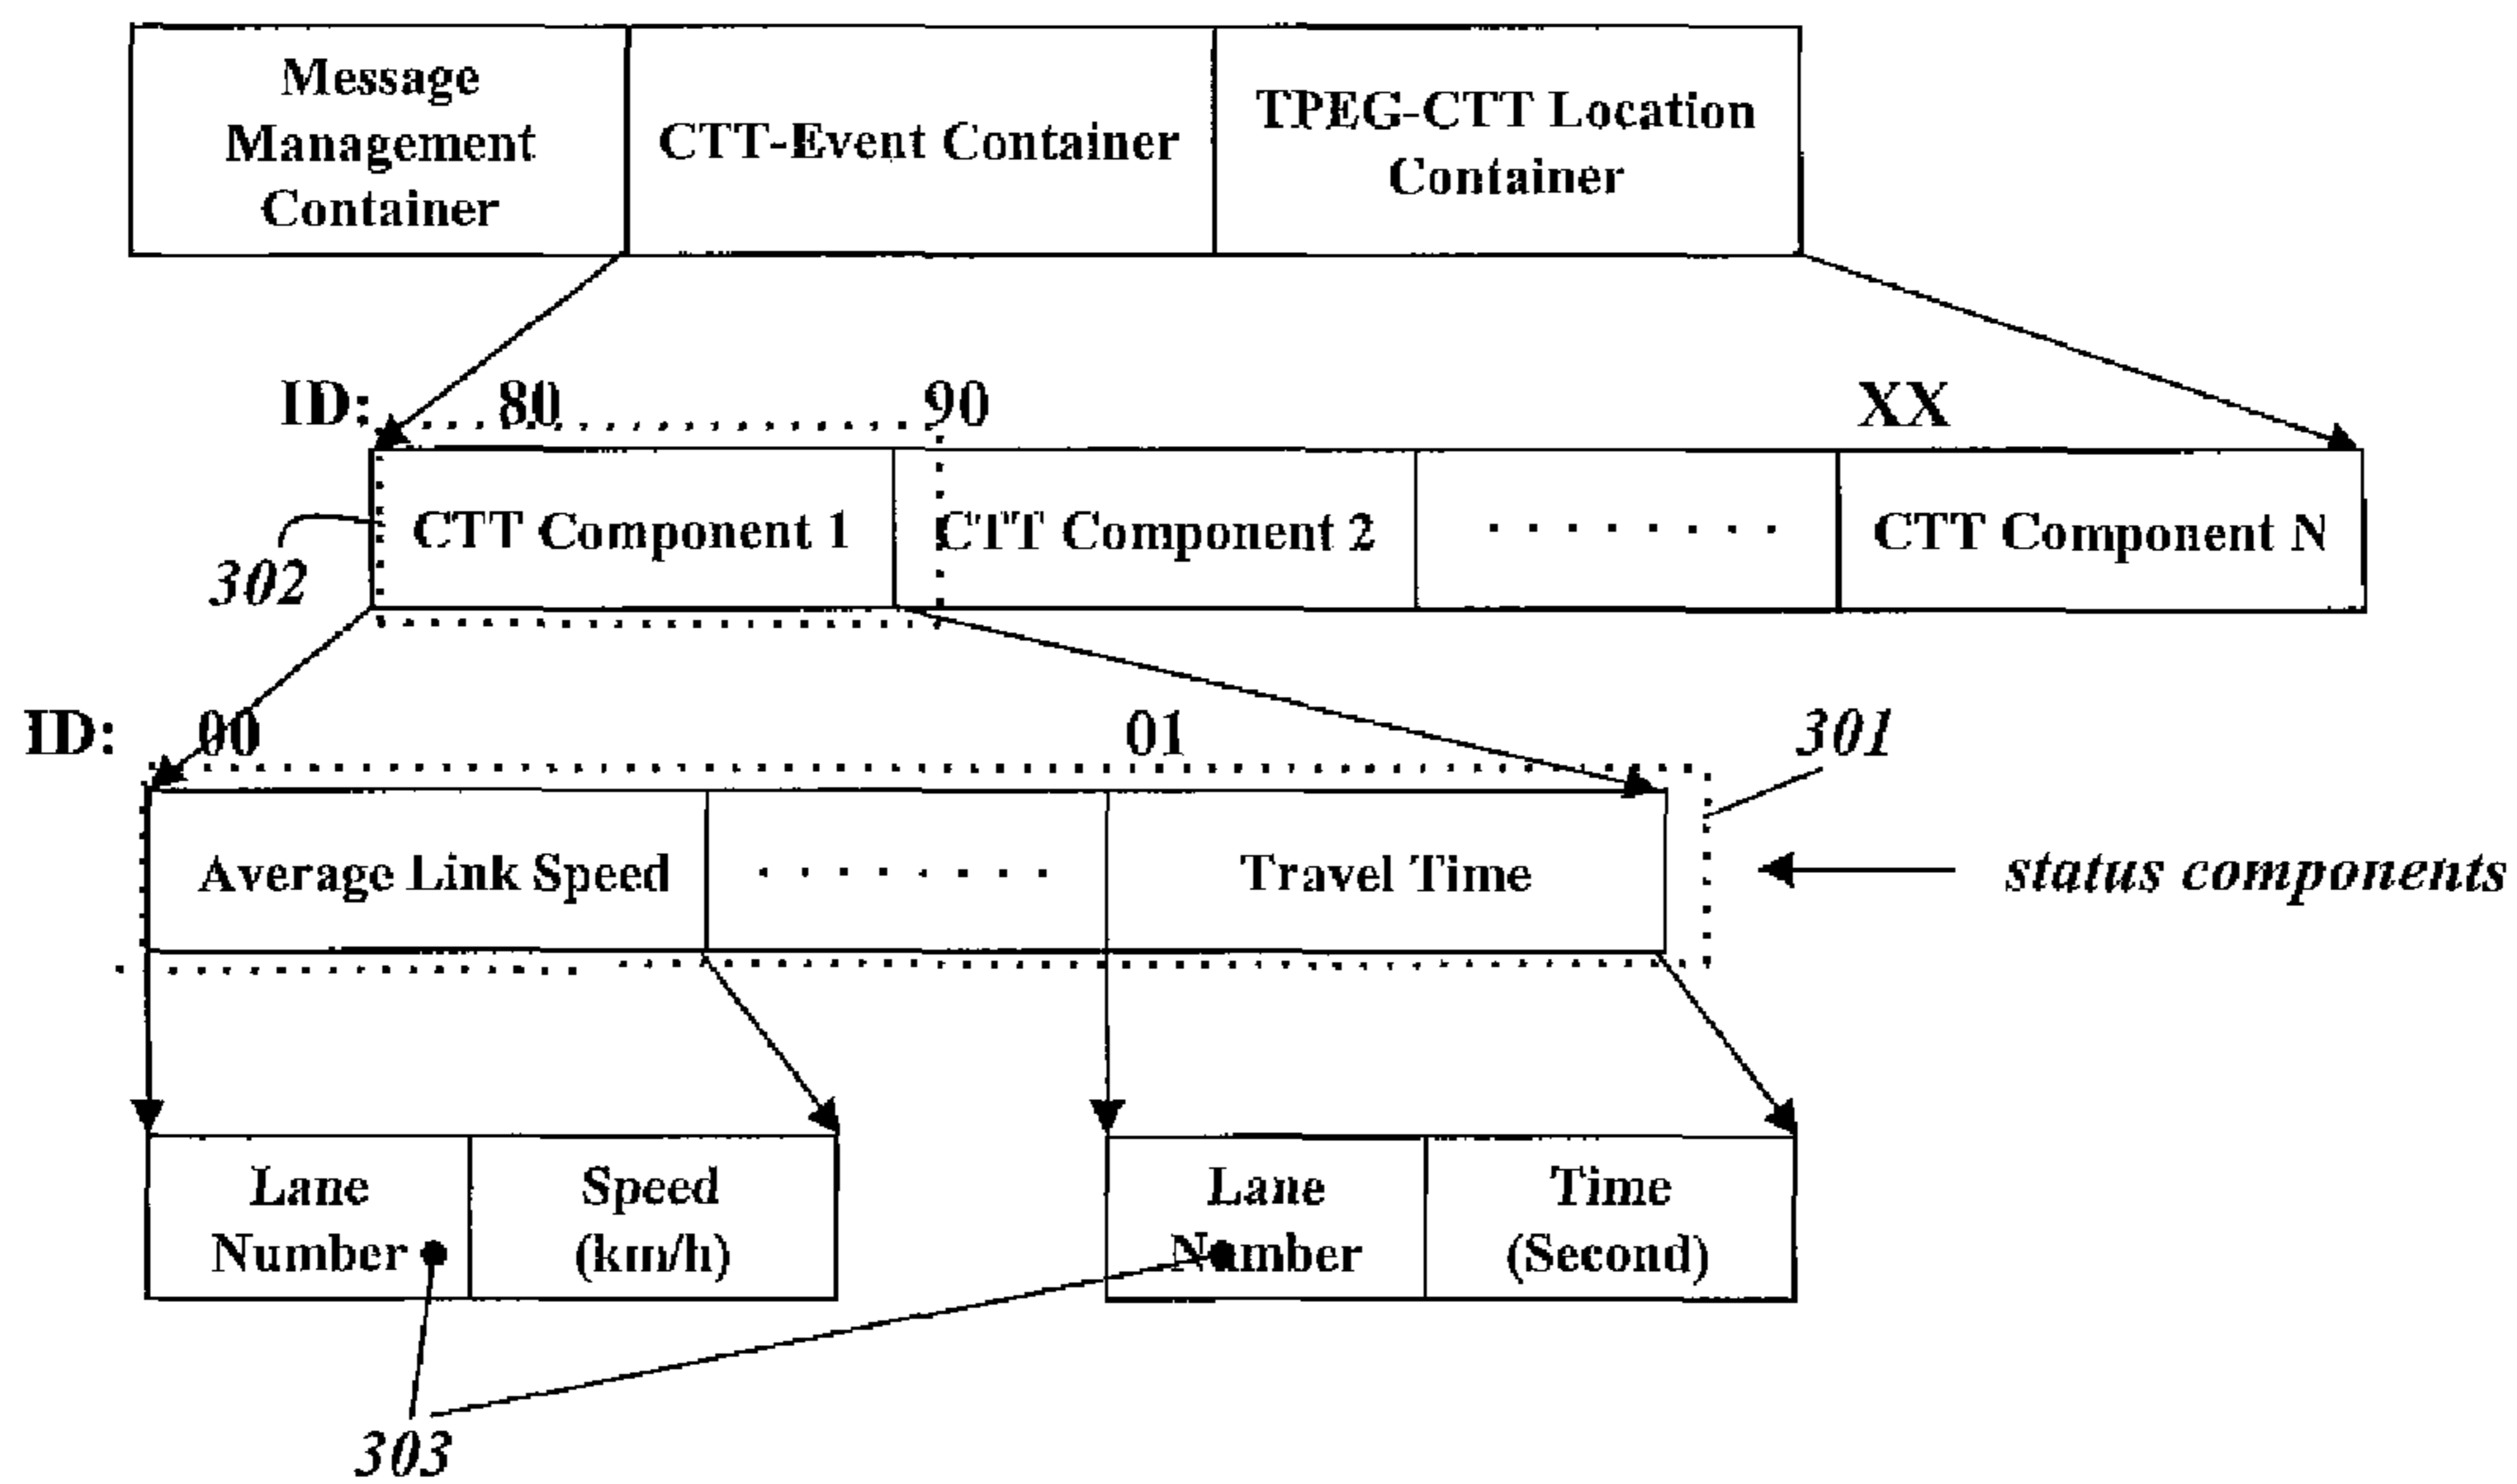 Message
Management
Container
CTT-Event Container
TPEG-CTT Location
Container
ID: 80 90 XX
CTT Component 1
CTT Component 2
. . . . . . . .
CTT Component N
302
ID: 00 01
301
Average Link Speed
. . . . . . . .
Travel Time
status components
Lane
Number
Speed
(km/h)
Lane
Number
Time
(Second)
303